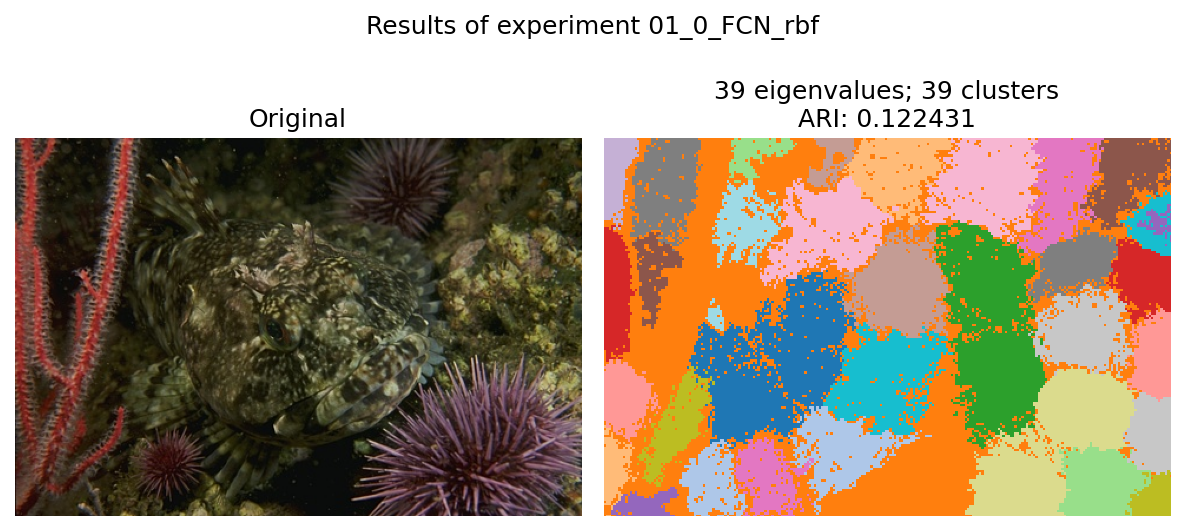 Results of experiment 01_0_FCN_rbf
Original
39 eigenvalues; 39 clusters
ARI: 0.122431